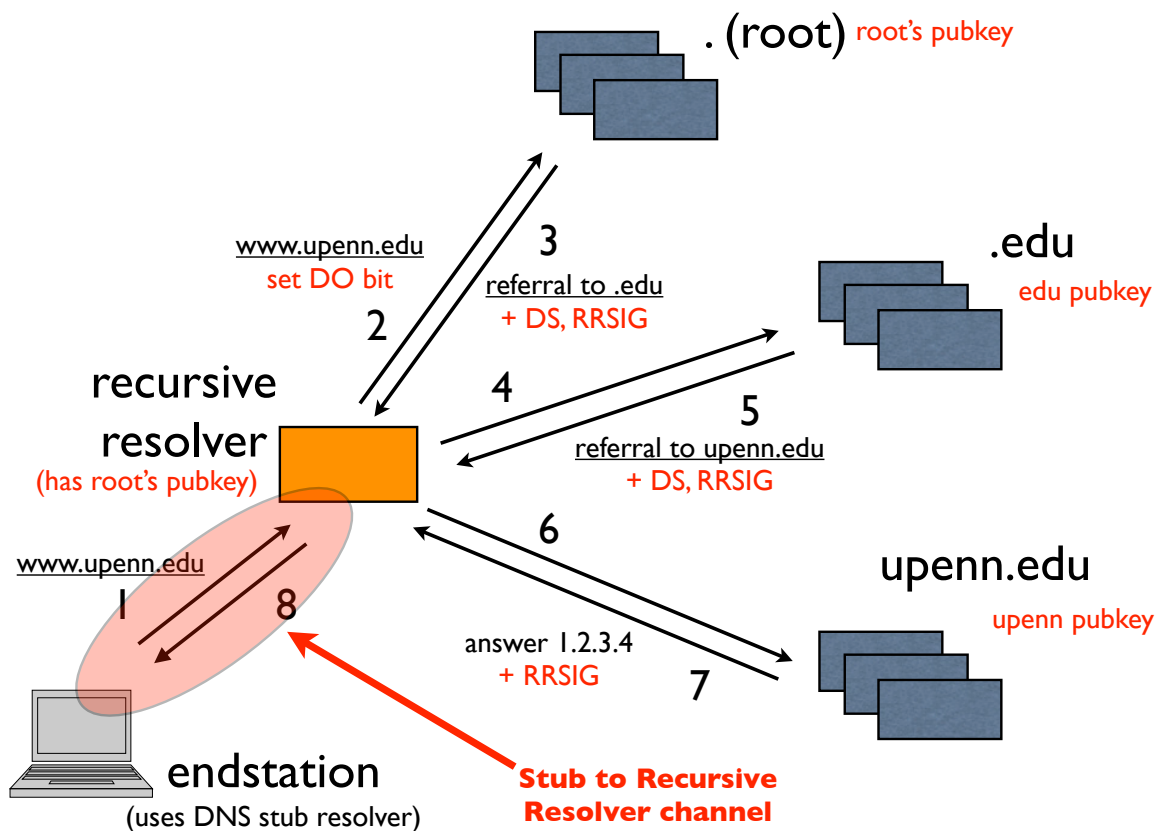 . (root) root's pubkey
www.upenn.edu
set DO bit
2
3
referral to .edu
+ DS, RRSIG
.edu
edu pubkey
4
5
referral to upenn.edu
+ DS, RRSIG
recursive
resolver
(has root's pubkey)
6
www.upenn.edu
1
8
answer 1.2.3.4
+ RRSIG
7
upenn.edu
upenn pubkey
endstation
(uses DNS stub resolver)
Stub to Recursive
Resolver channel